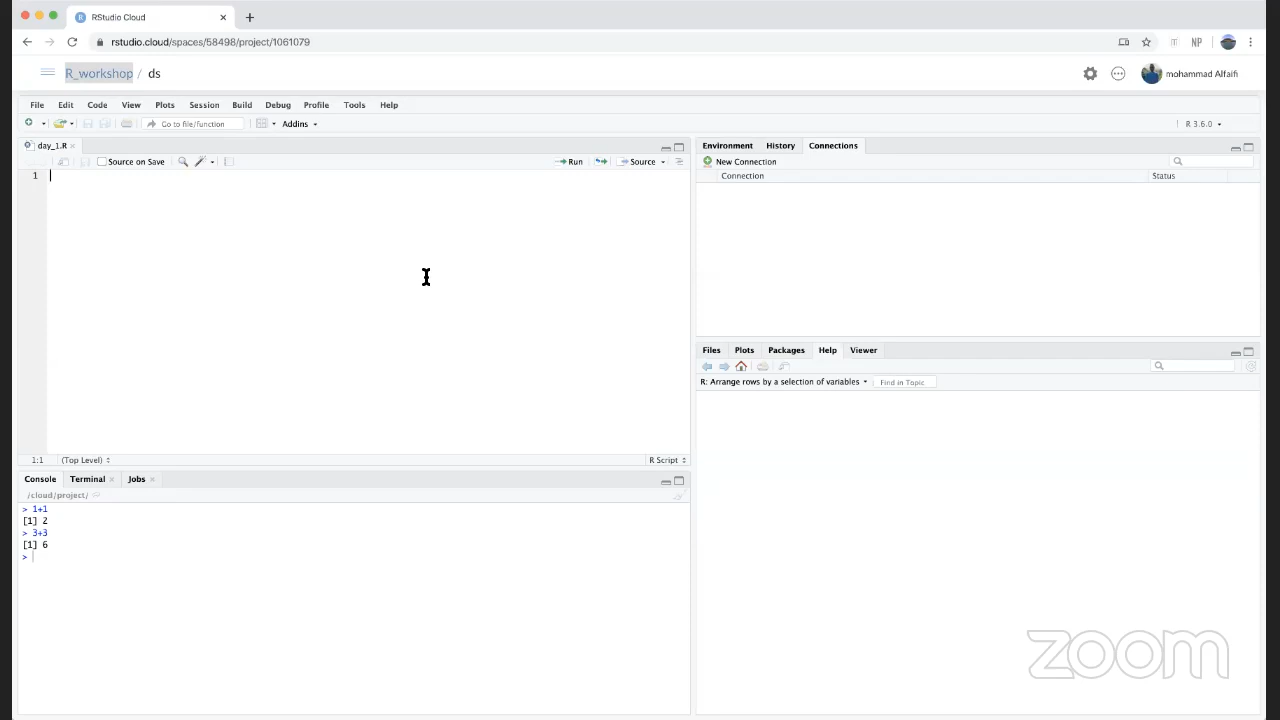 RStudio Cloud
rstudio.cloud/spaces/58498/project/1061079
NP
R_workshop / ds
mohammad Alfaifi
File Edit Code View Plots Session Build Debug Profile Tools Help
Go to file/function
Addins
R 3.6.0
day_1.R
Source on Save
Run
Source
1
1:1
(Top Level)
R Script
Console Terminal Jobs
/cloud/project/
> 1+1
[1] 2
> 3+3
[1] 6
>
Environment History Connections
New Connection
Connection Status
Files Plots Packages Help Viewer
R: Arrange rows by a selection of variables
Find in Topic
zoom